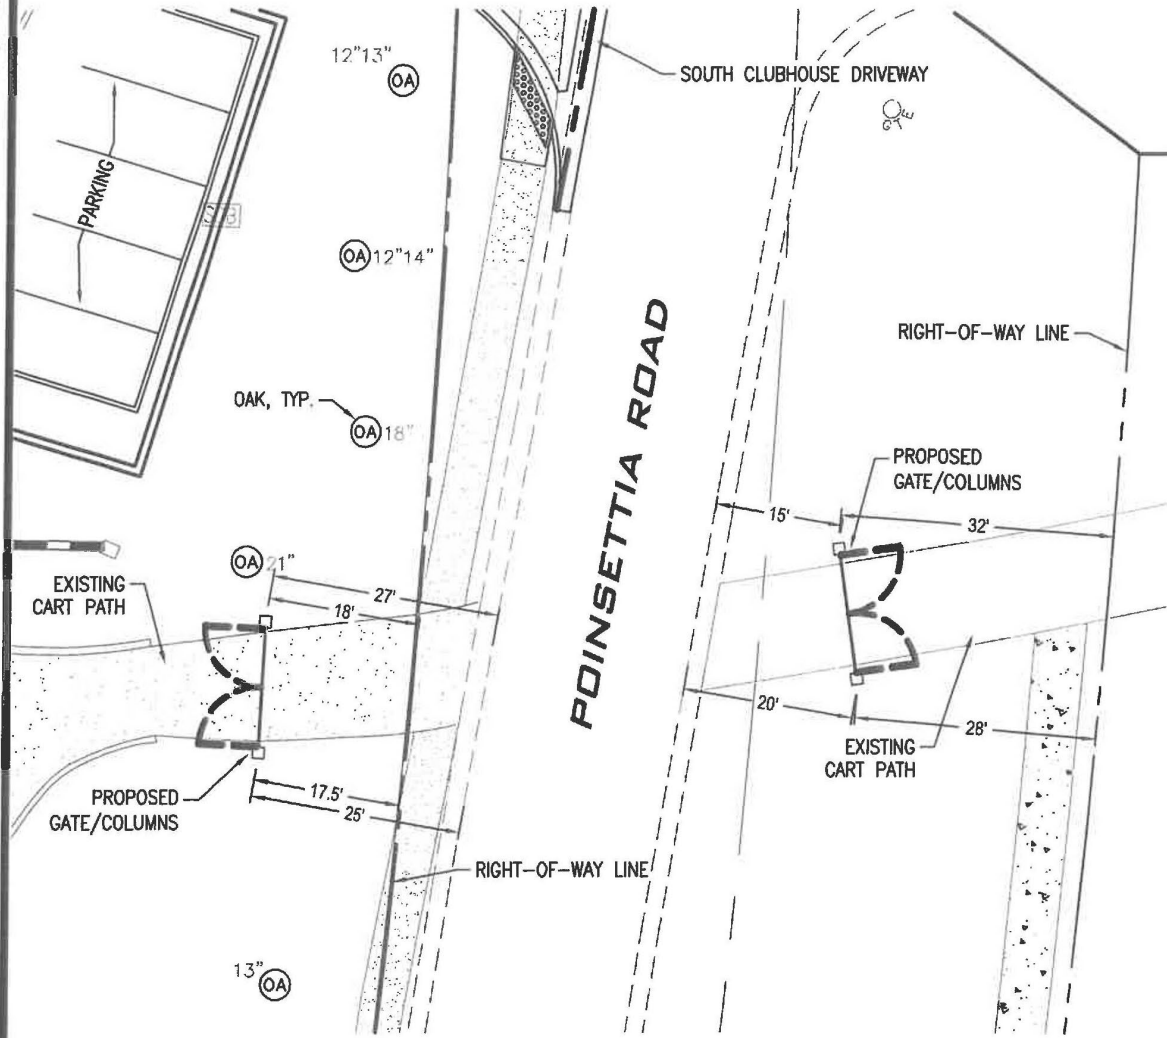 12"13"
OA
SOUTH CLUBHOUSE DRIVEWAY
GTE
PARKING
OA 12"14"
RIGHT-OF-WAY LINE
OAK, TYP.
OA 18"
POINSETTIA ROAD
PROPOSED
GATE/COLUMNS
15'
32'
OA 21"
EXISTING
CART PATH
27'
18'
20'
28'
EXISTING
CART PATH
PROPOSED
GATE/COLUMNS
17.5'
25'
RIGHT-OF-WAY LINE
13"
OA